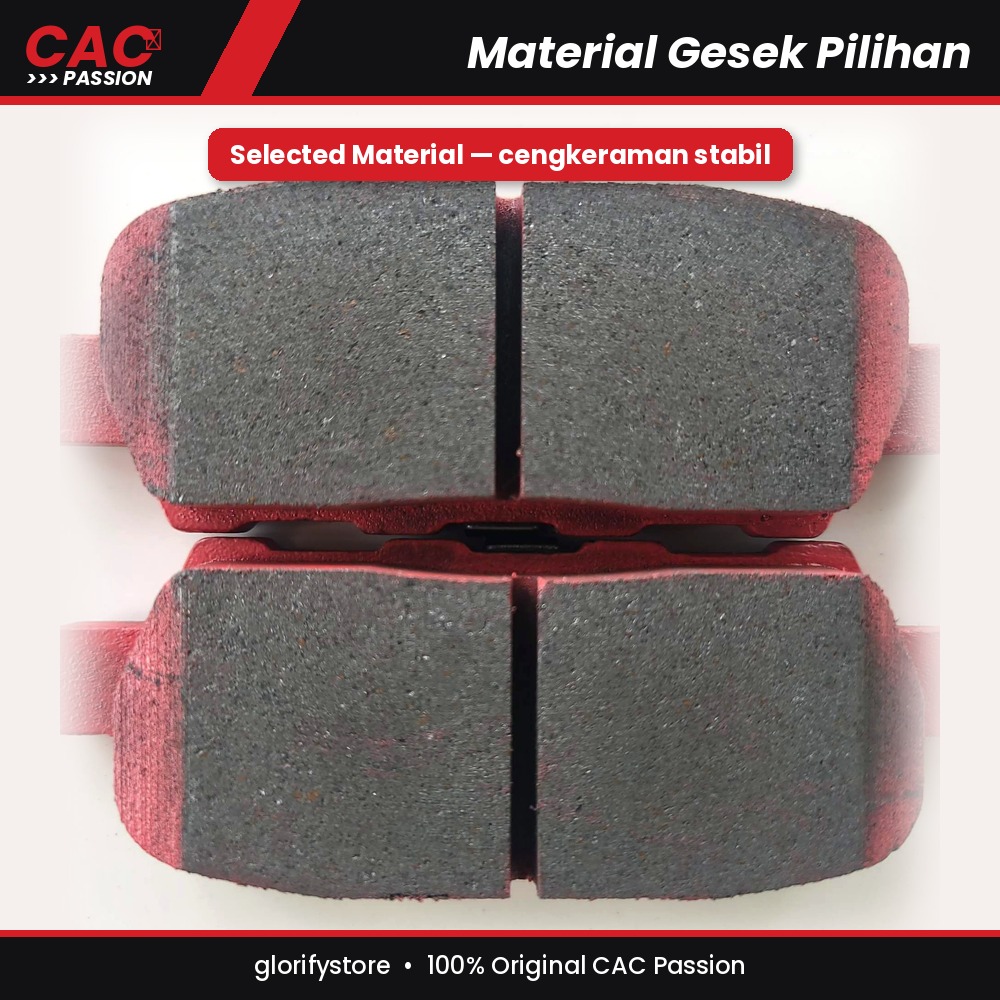 CAC
>>> PASSION
Material Gesek Pilihan
Selected Material — cengkeraman stabil
glorifystore • 100% Original CAC Passion